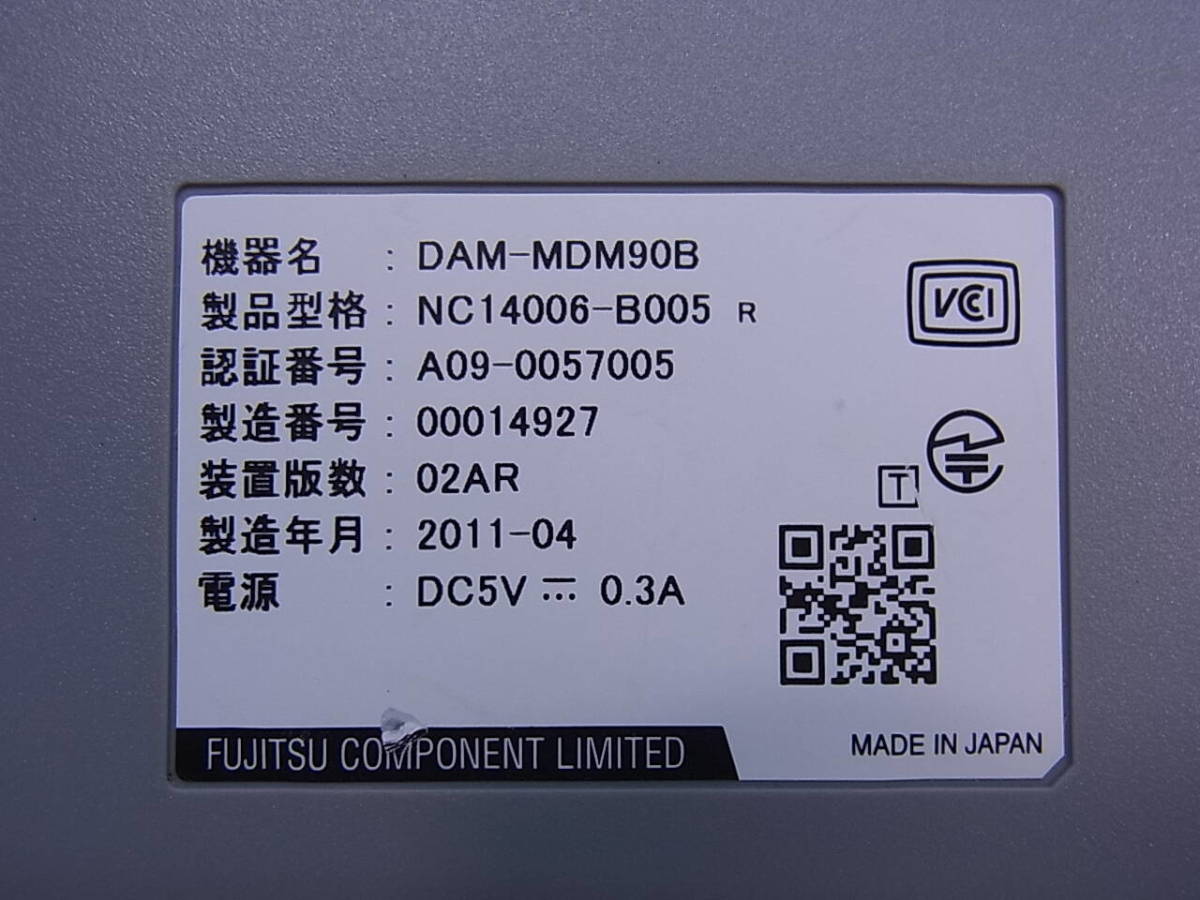 機器名 : DAM-MDM90B
製品型格 : NC14006-B005 R
認証番号 : A09-0057005
製造番号 : 00014927
装置版数 : 02AR
製造年月 : 2011-04
電源 : DC5V ⎓ 0.3A
VCCI
T
FUJITSU COMPONENT LIMITED
MADE IN JAPAN